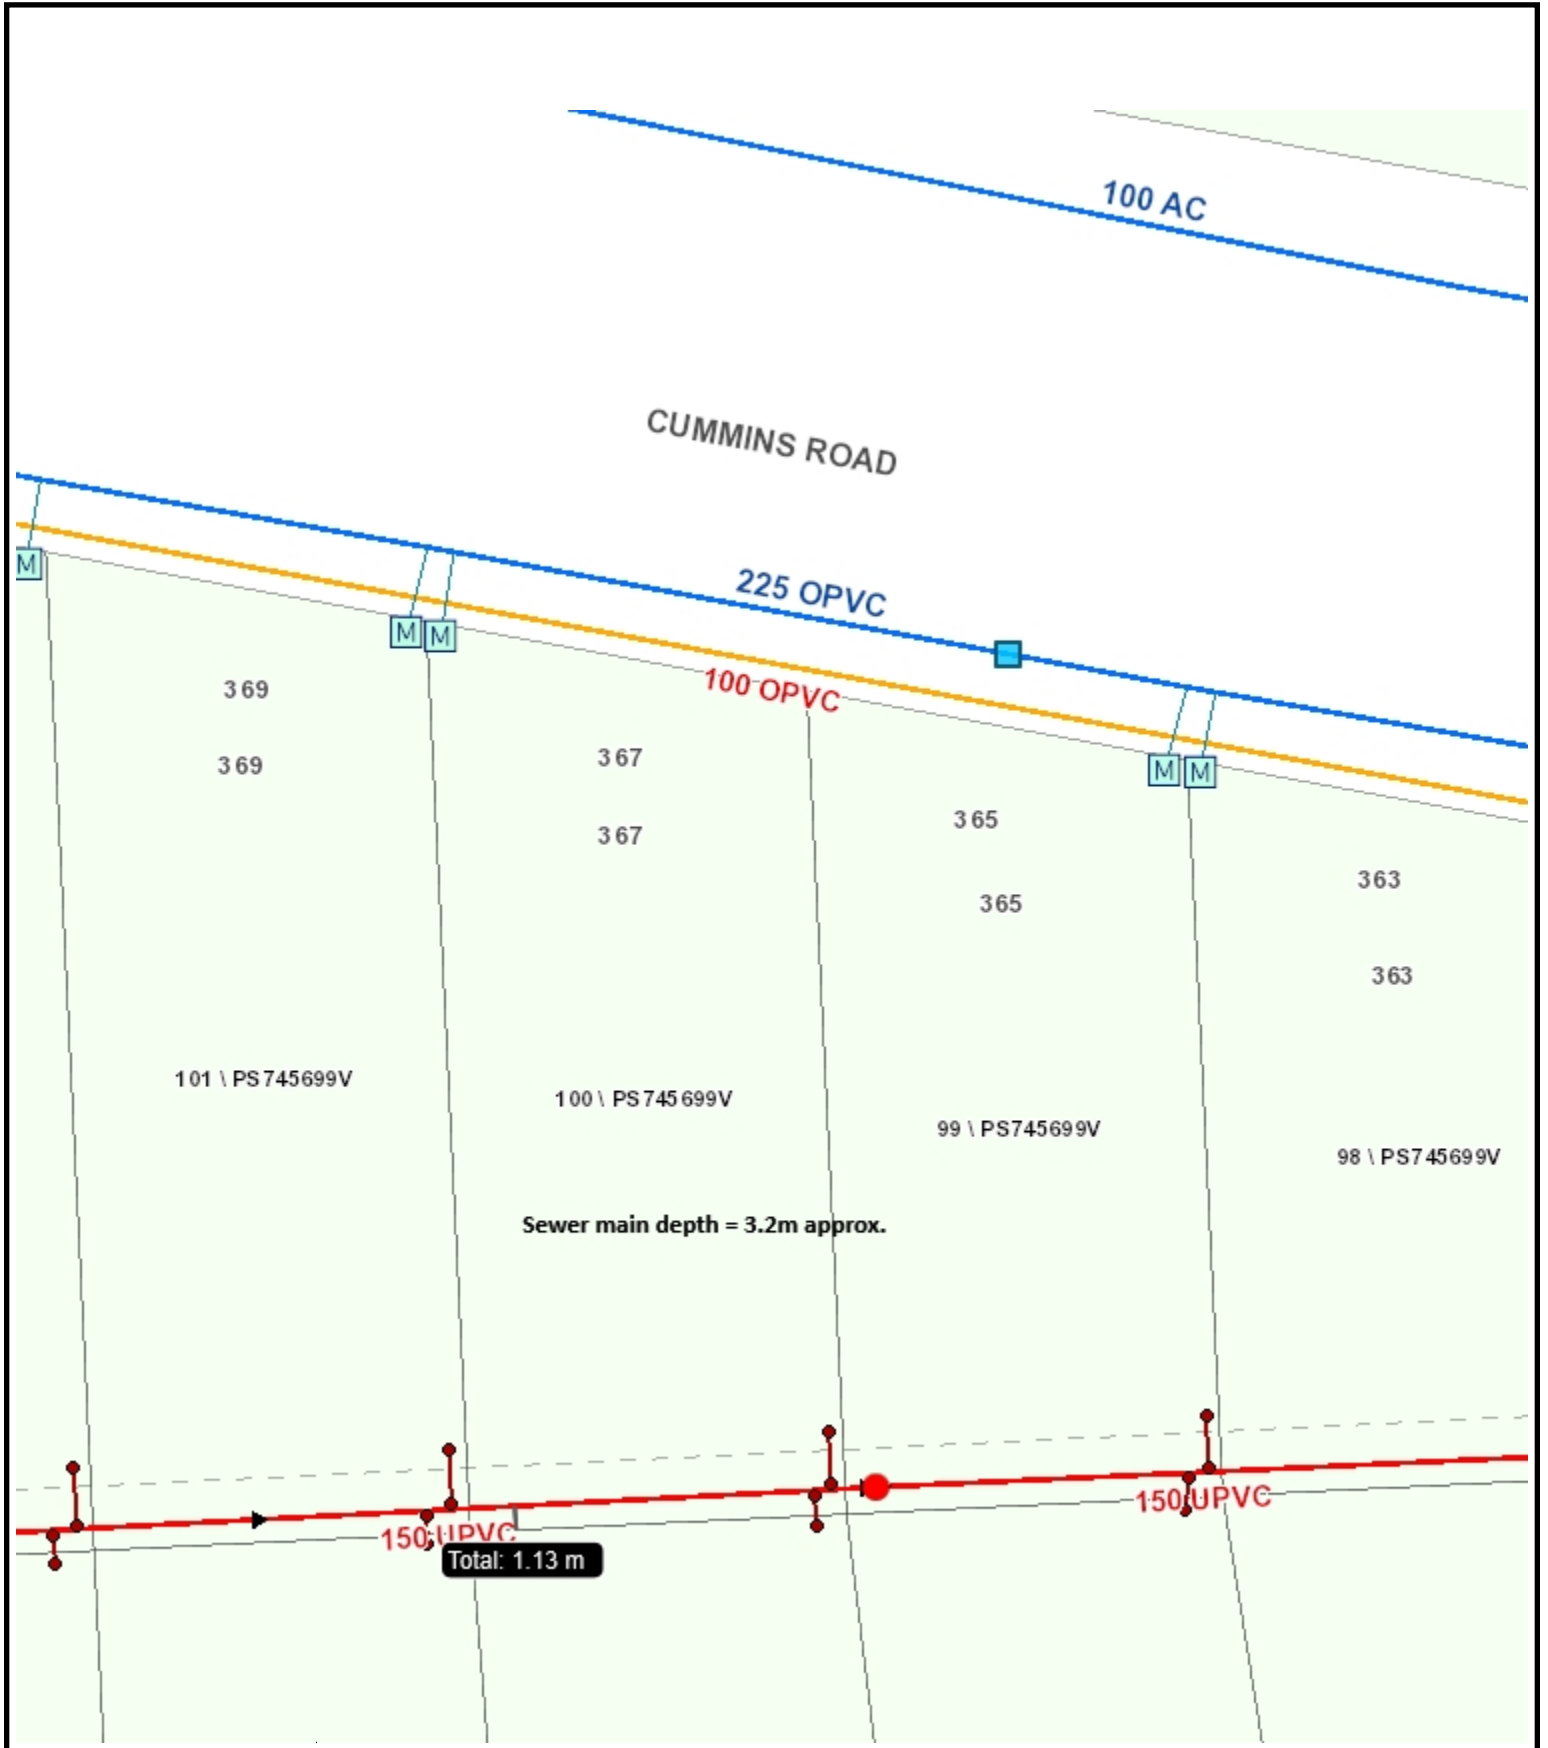 100 AC
CUMMINS ROAD
225 OPVC
M
M
M
100 OPVC
369
369
367
367
M
M
365
365
363
363
101 \ PS745699V
100 \ PS745699V
99 \ PS745699V
98 \ PS745699V
Sewer main depth = 3.2m approx.
150 UPVC
150 UPVC
Total: 1.13 m